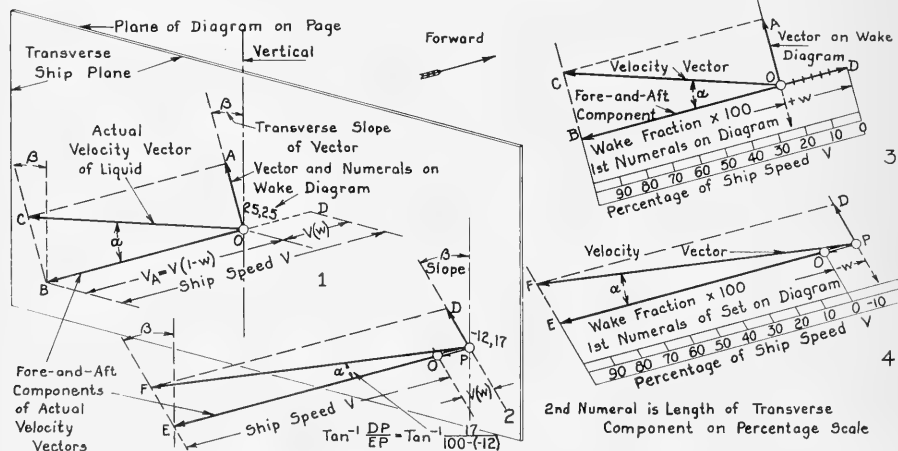 Plane of Diagram on Page
Transverse
Ship Plane
Vertical
Forward
β
β
Transverse Slope
of Vector
Actual
Velocity Vector
of Liquid
A
Vector and Numerals on
Wake Diagram
25,25
C
D
O
α
V(w)
V_A=V(1-w)
Ship Speed V
B
1
β
Slope
D
-12,17
β
Fore-and-Aft
Components
of Actual
Velocity
Vectors
F
α
O
P
V(w)
E
Ship Speed V
2
Tan⁻¹ DP/EP = Tan⁻¹ 17/100-(-12)
A
Vector on Wake
Diagram
C
Velocity Vector
O
D
α
Fore-and-Aft
Component
+w
B
Wake Fraction x 100
1st Numerals on Diagram
90 80 70 60 50 40 30 20 10 0
Percentage of Ship Speed V
3
D
Velocity Vector
P
O
F
α
-w
E
Wake Fraction x 100
1st Numerals of Set on Diagram
90 80 70 60 50 40 30 20 10 0 -10
Percentage of Ship Speed V
4
2nd Numeral is Length of Transverse
Component on Percentage Scale